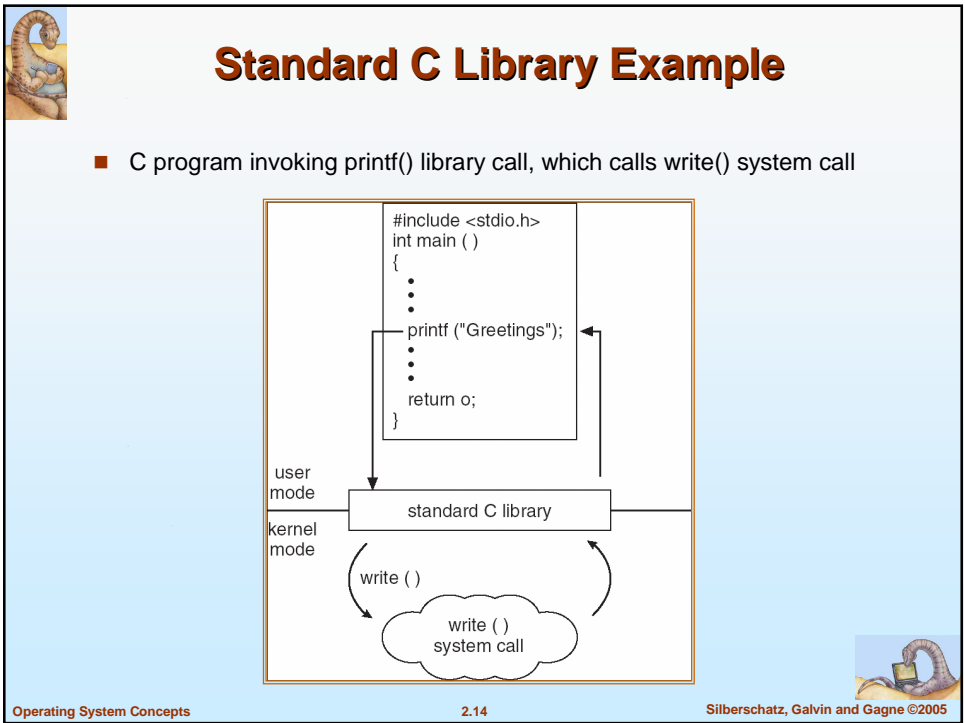 Standard C Library Example
C program invoking printf() library call, which calls write() system call
#include <stdio.h>
int main ( )
{
•
•
•
printf ("Greetings");
•
•
•
return o;
}
user
mode
standard C library
kernel
mode
write ( )
write ( )
system call
Operating System Concepts
2.14
Silberschatz, Galvin and Gagne ©2005